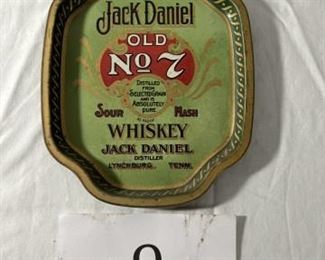 Jack Daniel
OLD
No 7
DISTILLED
FROM
SELECTED GRAIN
AND IS
ABSOLUTELY
PURE
SOUR MASH
WHISKEY
JACK DANIEL
DISTILLER
LYNCHBURG, TENN.
9